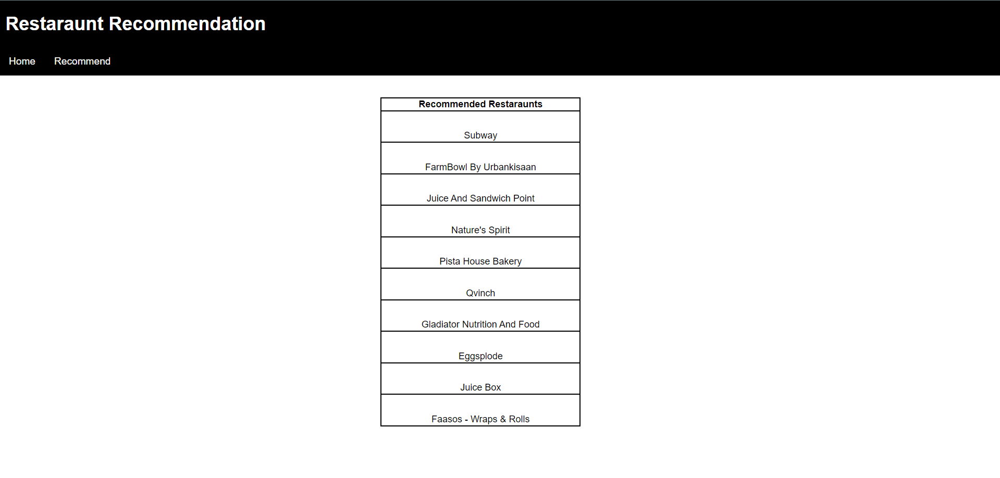 Restaraunt Recommendation
Home Recommend
Recommended Restaraunts
Subway
FarmBowl By Urbankisaan
Juice And Sandwich Point
Nature's Spirit
Pista House Bakery
Qvinch
Gladiator Nutrition And Food
Eggsplode
Juice Box
Faasos - Wraps & Rolls